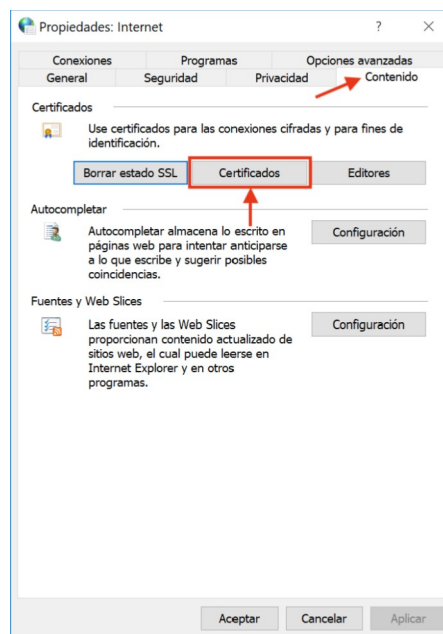 Propiedades: Internet
Conexiones Programas Opciones avanzadas
General Seguridad Privacidad Contenido
Certificados
Use certificados para las conexiones cifradas y para fines de
identificación.
Borrar estado SSL Certificados Editores
Autocompletar
Autocompletar almacena lo escrito en
páginas web para intentar anticiparse
a lo que escribe y sugerir posibles
coincidencias.
Configuración
Fuentes y Web Slices
Las fuentes y las Web Slices
proporcionan contenido actualizado de
sitios web, el cual puede leerse en
Internet Explorer y en otros
programas.
Configuración
Aceptar Cancelar Aplicar